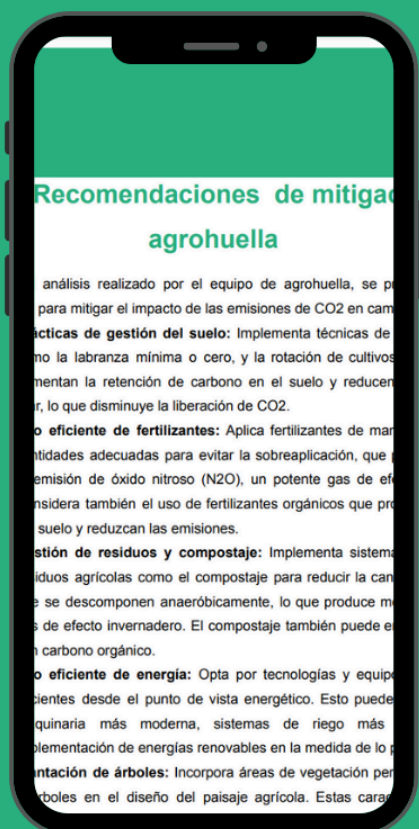 Recomendaciones de mitigac
agrohuella
análisis realizado por el equipo de agrohuella, se p
para mitigar el impacto de las emisiones de CO2 en cam
ácticas de gestión del suelo: Implementa técnicas de
mo la labranza mínima o cero, y la rotación de cultivos
mentan la retención de carbono en el suelo y reducen
r, lo que disminuye la liberación de CO2.
o eficiente de fertilizantes: Aplica fertilizantes de man
ntidades adecuadas para evitar la sobreaplicación, que p
emisión de óxido nitroso (N2O), un potente gas de efe
nsidera también el uso de fertilizantes orgánicos que pro
suelo y reduzcan las emisiones.
stión de residuos y compostaje: Implementa sistema
siduos agrícolas como el compostaje para reducir la can
e se descomponen anaeróbicamente, lo que produce m
s de efecto invernadero. El compostaje también puede e
n carbono orgánico.
o eficiente de energía: Opta por tecnologías y equip
cientes desde el punto de vista energético. Esto puede
quinaria más moderna, sistemas de riego más
plementación de energías renovables en la medida de lo p
antación de árboles: Incorpora áreas de vegetación per
rboles en el diseño del paisaje agrícola. Estas carac